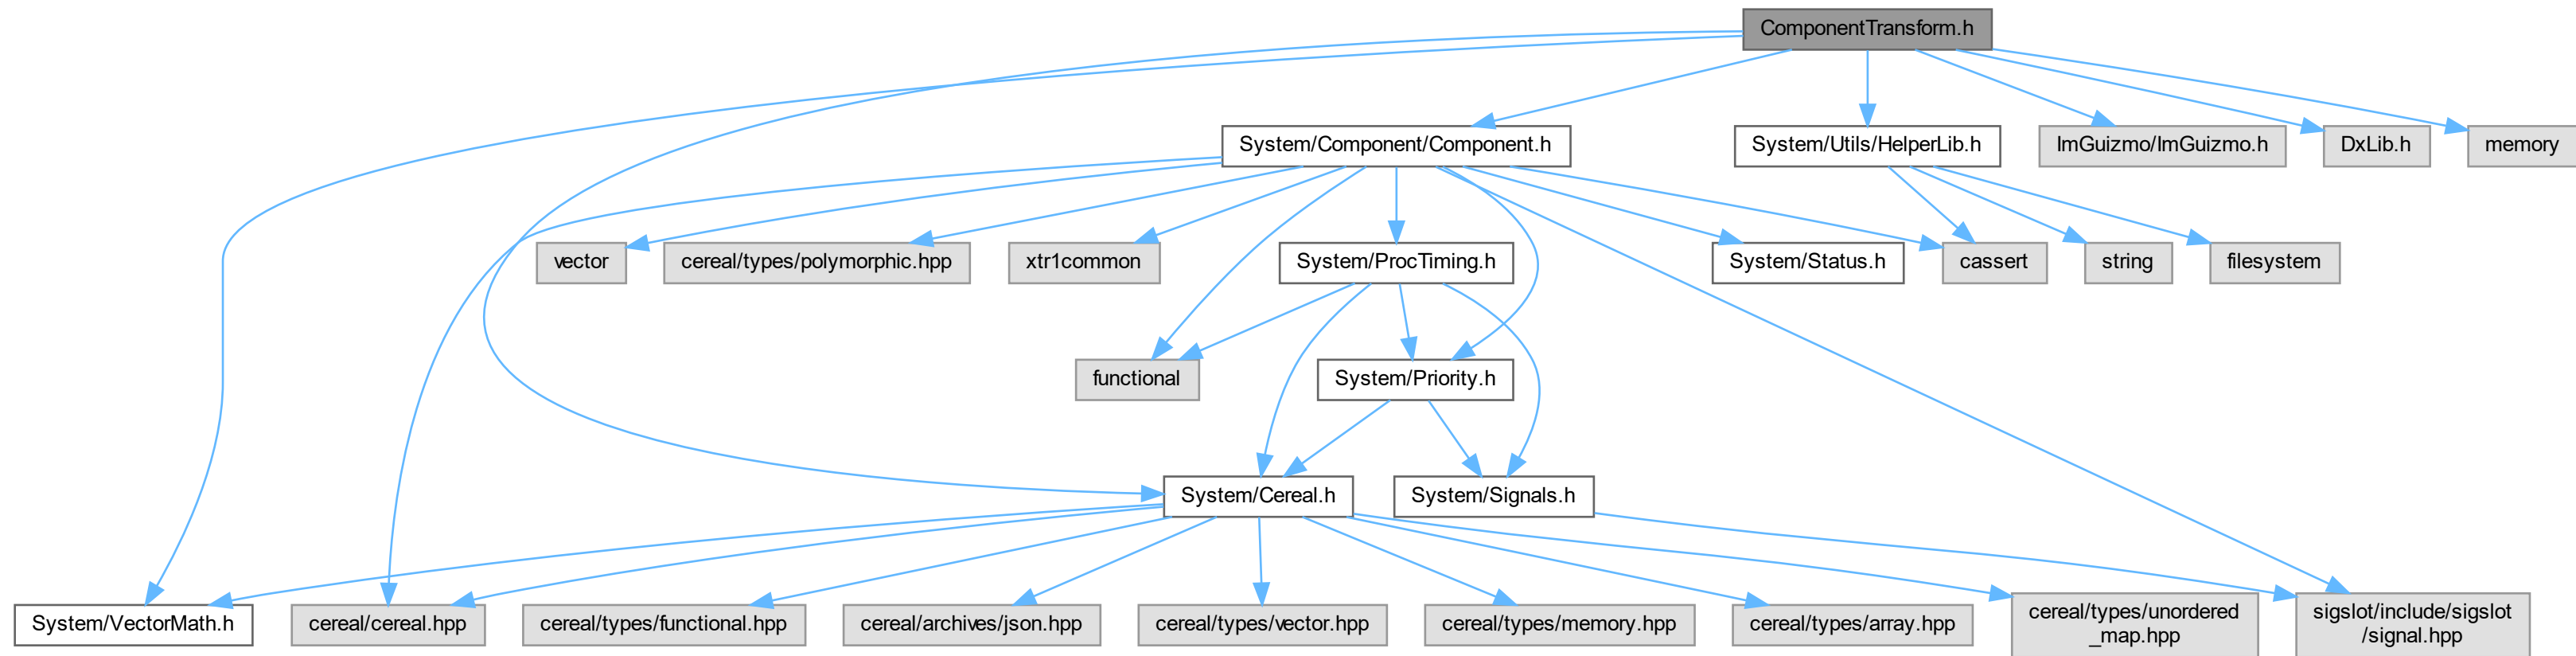 ComponentTransform.h
System/Component/Component.h
System/Utils/HelperLib.h
ImGuizmo/ImGuizmo.h
DxLib.h
memory
vector
cereal/types/polymorphic.hpp
xtr1common
System/ProcTiming.h
System/Status.h
cassert
string
filesystem
functional
System/Priority.h
System/Cereal.h
System/Signals.h
System/VectorMath.h
cereal/cereal.hpp
cereal/types/functional.hpp
cereal/archives/json.hpp
cereal/types/vector.hpp
cereal/types/memory.hpp
cereal/types/array.hpp
cereal/types/unordered
_map.hpp
sigslot/include/sigslot
/signal.hpp